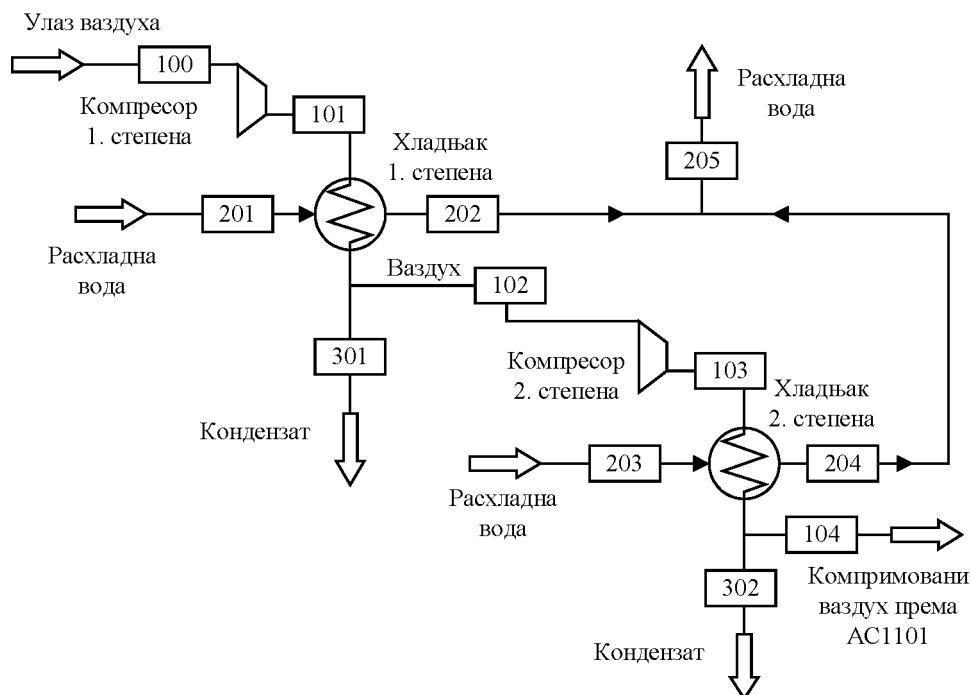 Улаз ваздуха
100
Компресор
1. степена
101
Хладњак
1. степена
Расхладна
вода
205
201
202
Расхладна
вода
Ваздух
102
301
Компресор
2. степена
103
Хладњак
2. степена
Кондензат
203
204
Расхладна
вода
104
302
Компримовани
ваздух према
АС1101
Кондензат